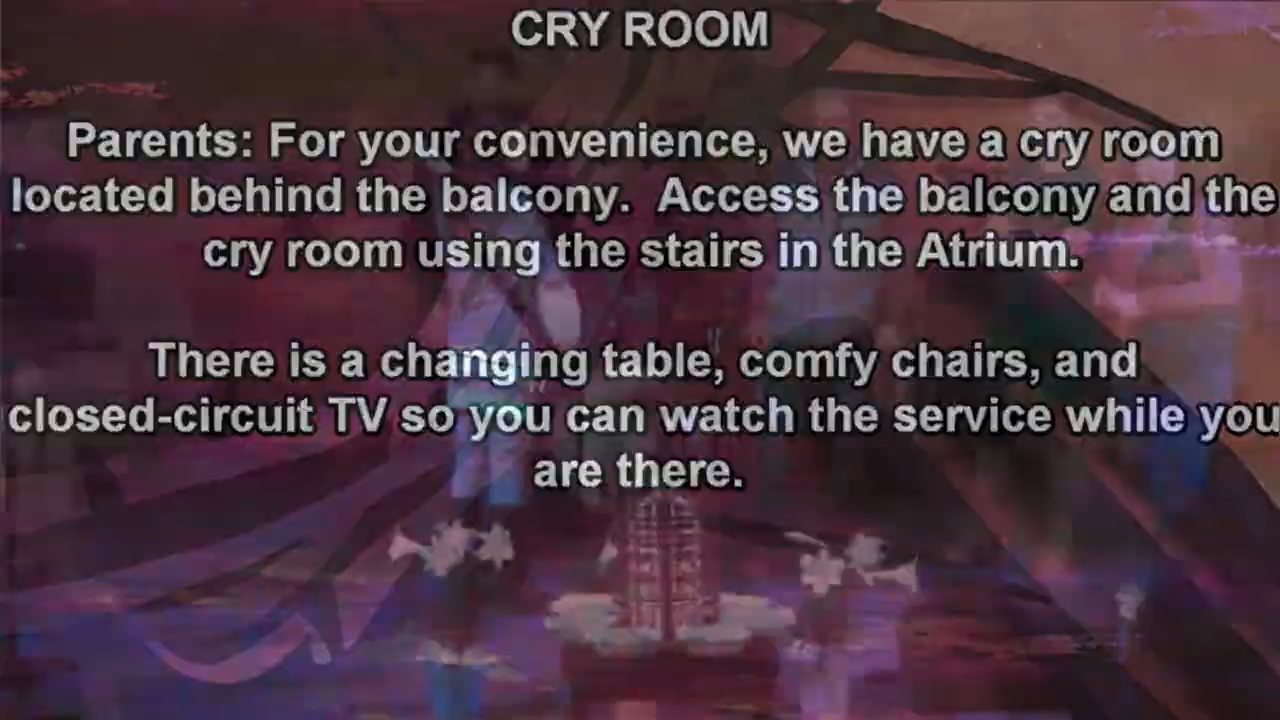 CRY ROOM
Parents: For your convenience, we have a cry room
located behind the balcony.  Access the balcony and the
cry room using the stairs in the Atrium.
There is a changing table, comfy chairs, and
closed-circuit TV so you can watch the service while you
are there.